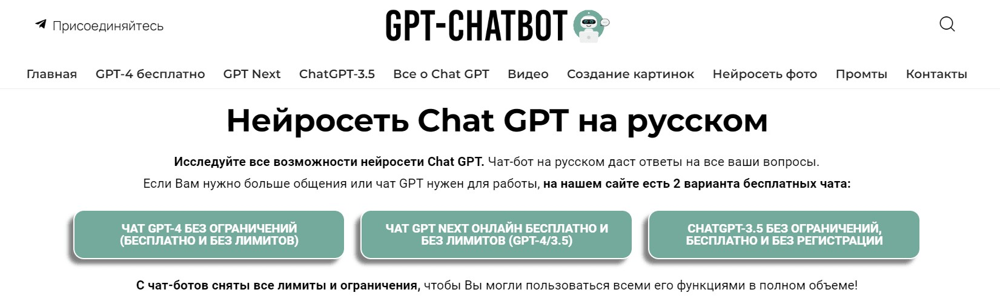 Присоединяйтесь
GPT-CHATBOT
Главная GPT-4 бесплатно GPT Next ChatGPT-3.5 Все о Chat GPT Видео Создание картинок Нейросеть фото Промты Контакты
Нейросеть Chat GPT на русском
Исследуйте все возможности нейросети Chat GPT. Чат-бот на русском даст ответы на все ваши вопросы.
Если Вам нужно больше общения или чат GPT нужен для работы, на нашем сайте есть 2 варианта бесплатных чата:
ЧАТ GPT-4 БЕЗ ОГРАНИЧЕНИЙ
(БЕСПЛАТНО И БЕЗ ЛИМИТОВ)
ЧАТ GPT NEXT ОНЛАЙН БЕСПЛАТНО И
БЕЗ ЛИМИТОВ (GPT-4/3.5)
CHATGPT-3.5 БЕЗ ОГРАНИЧЕНИЙ,
БЕСПЛАТНО И БЕЗ РЕГИСТРАЦИИ
С чат-ботов сняты все лимиты и ограничения, чтобы Вы могли пользоваться всеми его функциями в полном объеме!